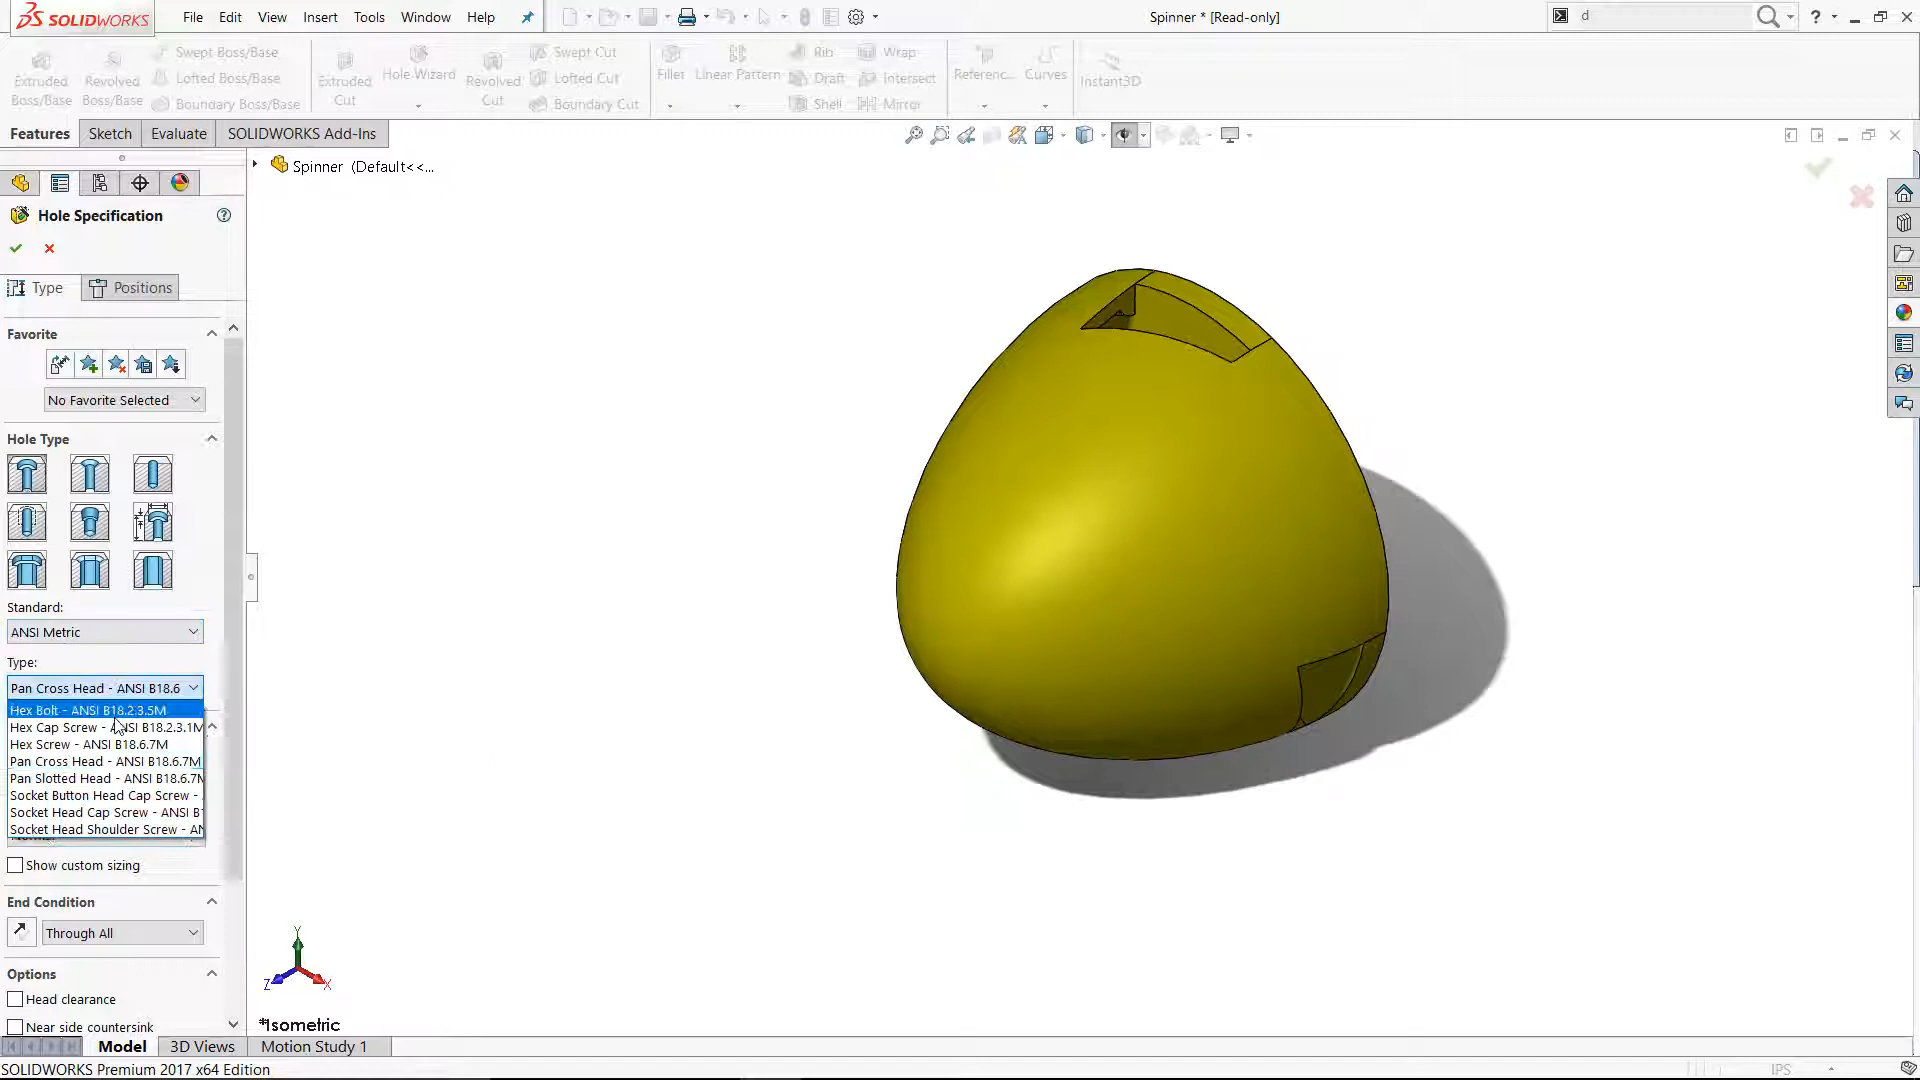 SOLIDWORKS File Edit View Insert Tools Window Help Spinner * [Read-only] d ?
Extruded Boss/Base
Revolved Boss/Base
Swept Boss/Base
Lofted Boss/Base
Boundary Boss/Base
Extruded Cut
Hole Wizard
Revolved Cut
Swept Cut
Lofted Cut
Boundary Cut
Fillet
Linear Pattern
Rib
Draft
Shell
Wrap
Intersect
Mirror
Referenc...
Curves
Instant3D
Features Sketch Evaluate SOLIDWORKS Add-Ins
Spinner (Default<<...
Hole Specification ?
Type Positions
Favorite
No Favorite Selected
Hole Type
Standard:
ANSI Metric
Type:
Pan Cross Head - ANSI B18.6
Hex Bolt - ANSI B18.2.3.5M
Hex Cap Screw - ANSI B18.2.3.1M
Hex Screw - ANSI B18.6.7M
Pan Cross Head - ANSI B18.6.7M
Pan Slotted Head - ANSI B18.6.7M
Socket Button Head Cap Screw -
Socket Head Cap Screw - ANSI B
Socket Head Shoulder Screw - AN
Show custom sizing
End Condition
Through All
Options
Head clearance
Near side countersink
Y
Z X
*Isometric
Model 3D Views Motion Study 1
SOLIDWORKS Premium 2017 x64 Edition IPS